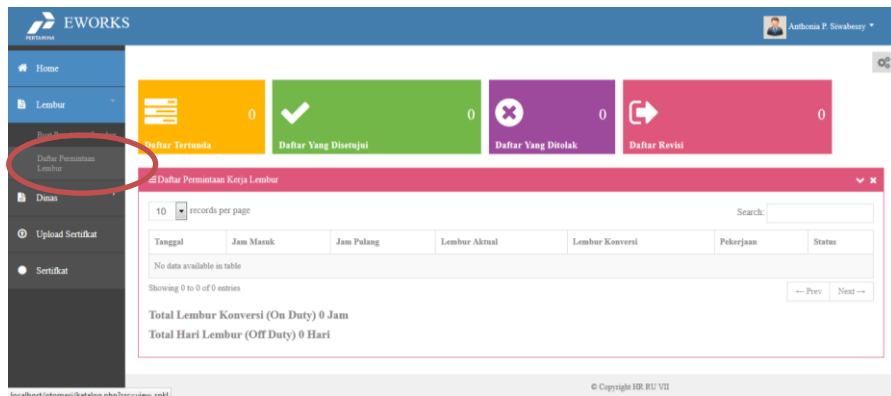 EWORKS
PERTAMINA
Anthonia P. Siwabessy
Home
Lembur
Daftar Permintaan
Lembur
Dinas
Upload Sertifkat
Sertifkat
0
Daftar Tertunda
0
Daftar Yang Disetujui
0
Daftar Yang Ditolak
0
Daftar Revisi
Daftar Permintaan Kerja Lembur
10 records per page
Search:
Tanggal Jam Masuk Jam Pulang Lembur Aktual Lembur Konversi Pekerjaan Status
No data available in table
Showing 0 to 0 of 0 entries
← Prev Next →
Total Lembur Konversi (On Duty) 0 Jam
Total Hari Lembur (Off Duty) 0 Hari
© Copyright HR RU VII